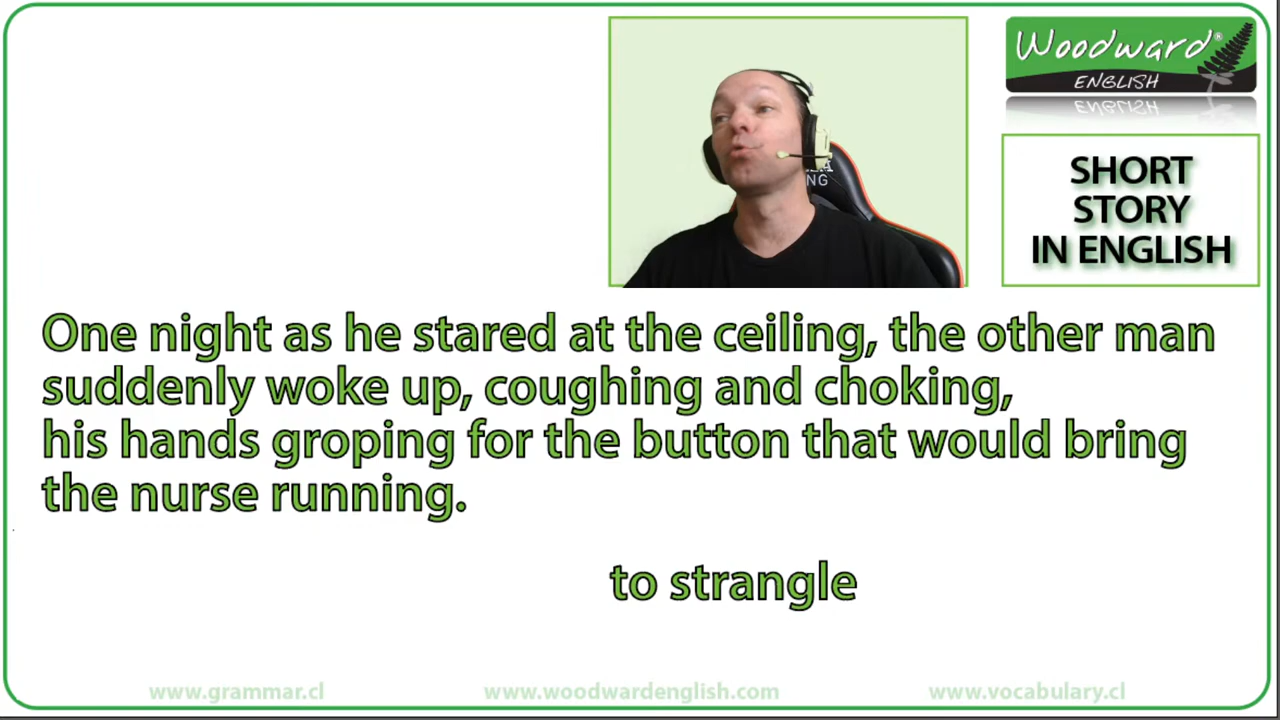 Woodward®
ENGLISH
SHORT
STORY
IN ENGLISH
One night as he stared at the ceiling, the other man
suddenly woke up, coughing and choking,
his hands groping for the button that would bring
the nurse running.
to strangle
www.grammar.cl
www.woodwardenglish.com
www.vocabulary.cl